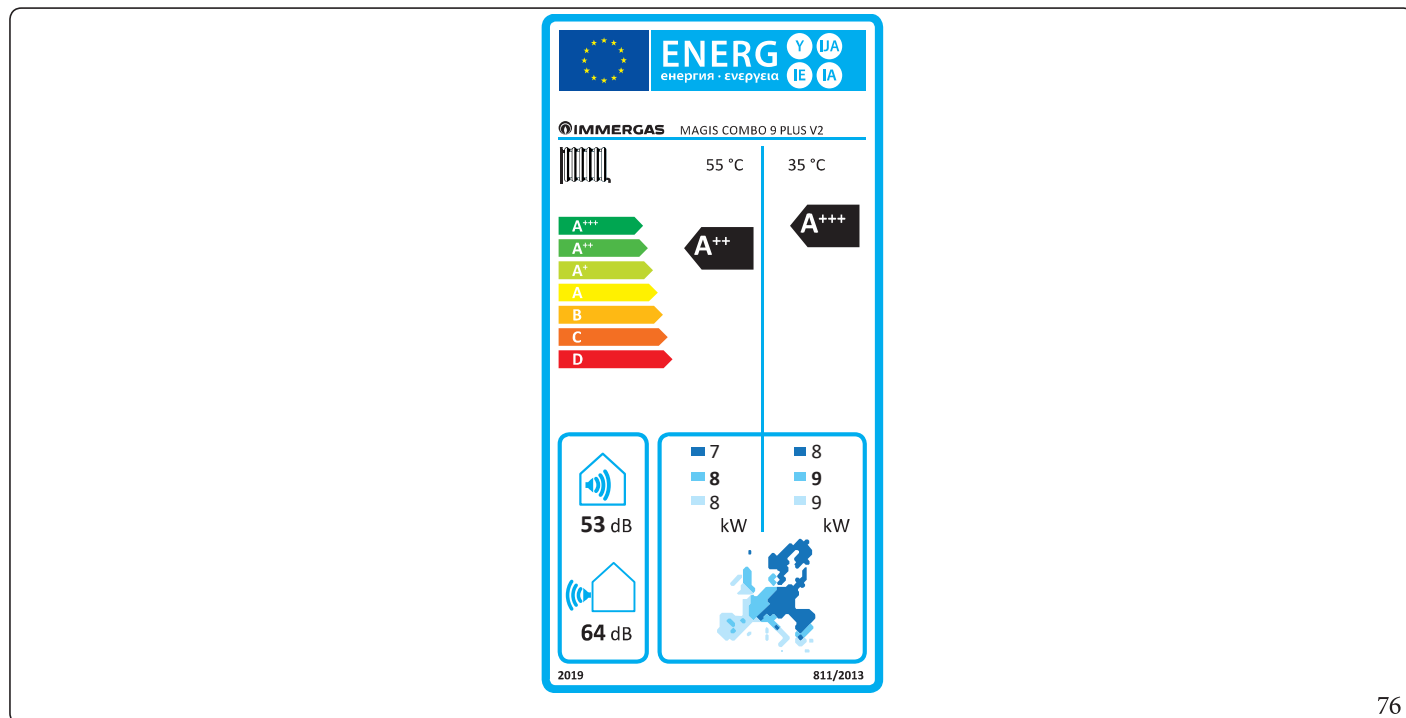 ENERG Y IJA
енергия · ενεργεια IE IA
IMMERGAS MAGIS COMBO 9 PLUS V2
55 °C 35 °C
A+++
A++
A+
A
B
C
D
A++
A+++
7 8
8 9
8 9
kW kW
53 dB
64 dB
2019 811/2013
76